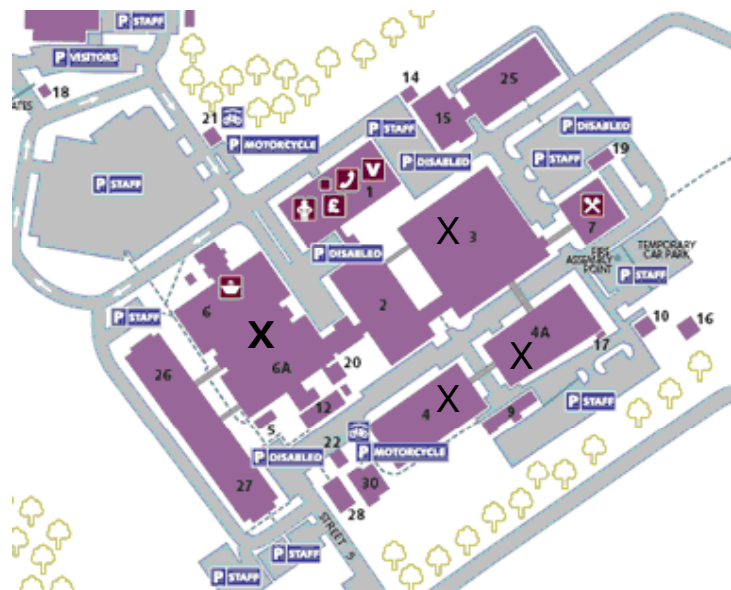 P STAFF
P VISITORS
18
ATES
14
25
21
15
P STAFF
P MOTORCYCLE
P DISABLED
P DISABLED
19
P STAFF
P STAFF
V
£
1
X
3
7
FIRE
ASSEMBLY
POINT
TEMPORARY
CAR PARK
P STAFF
P DISABLED
6
2
P STAFF
X
6A
4A
10
16
17
X
26
20
X
12
5
4
9
P STAFF
22
P MOTORCYCLE
P DISABLED
27
30
28
STREET 5
P STAFF
P STAFF